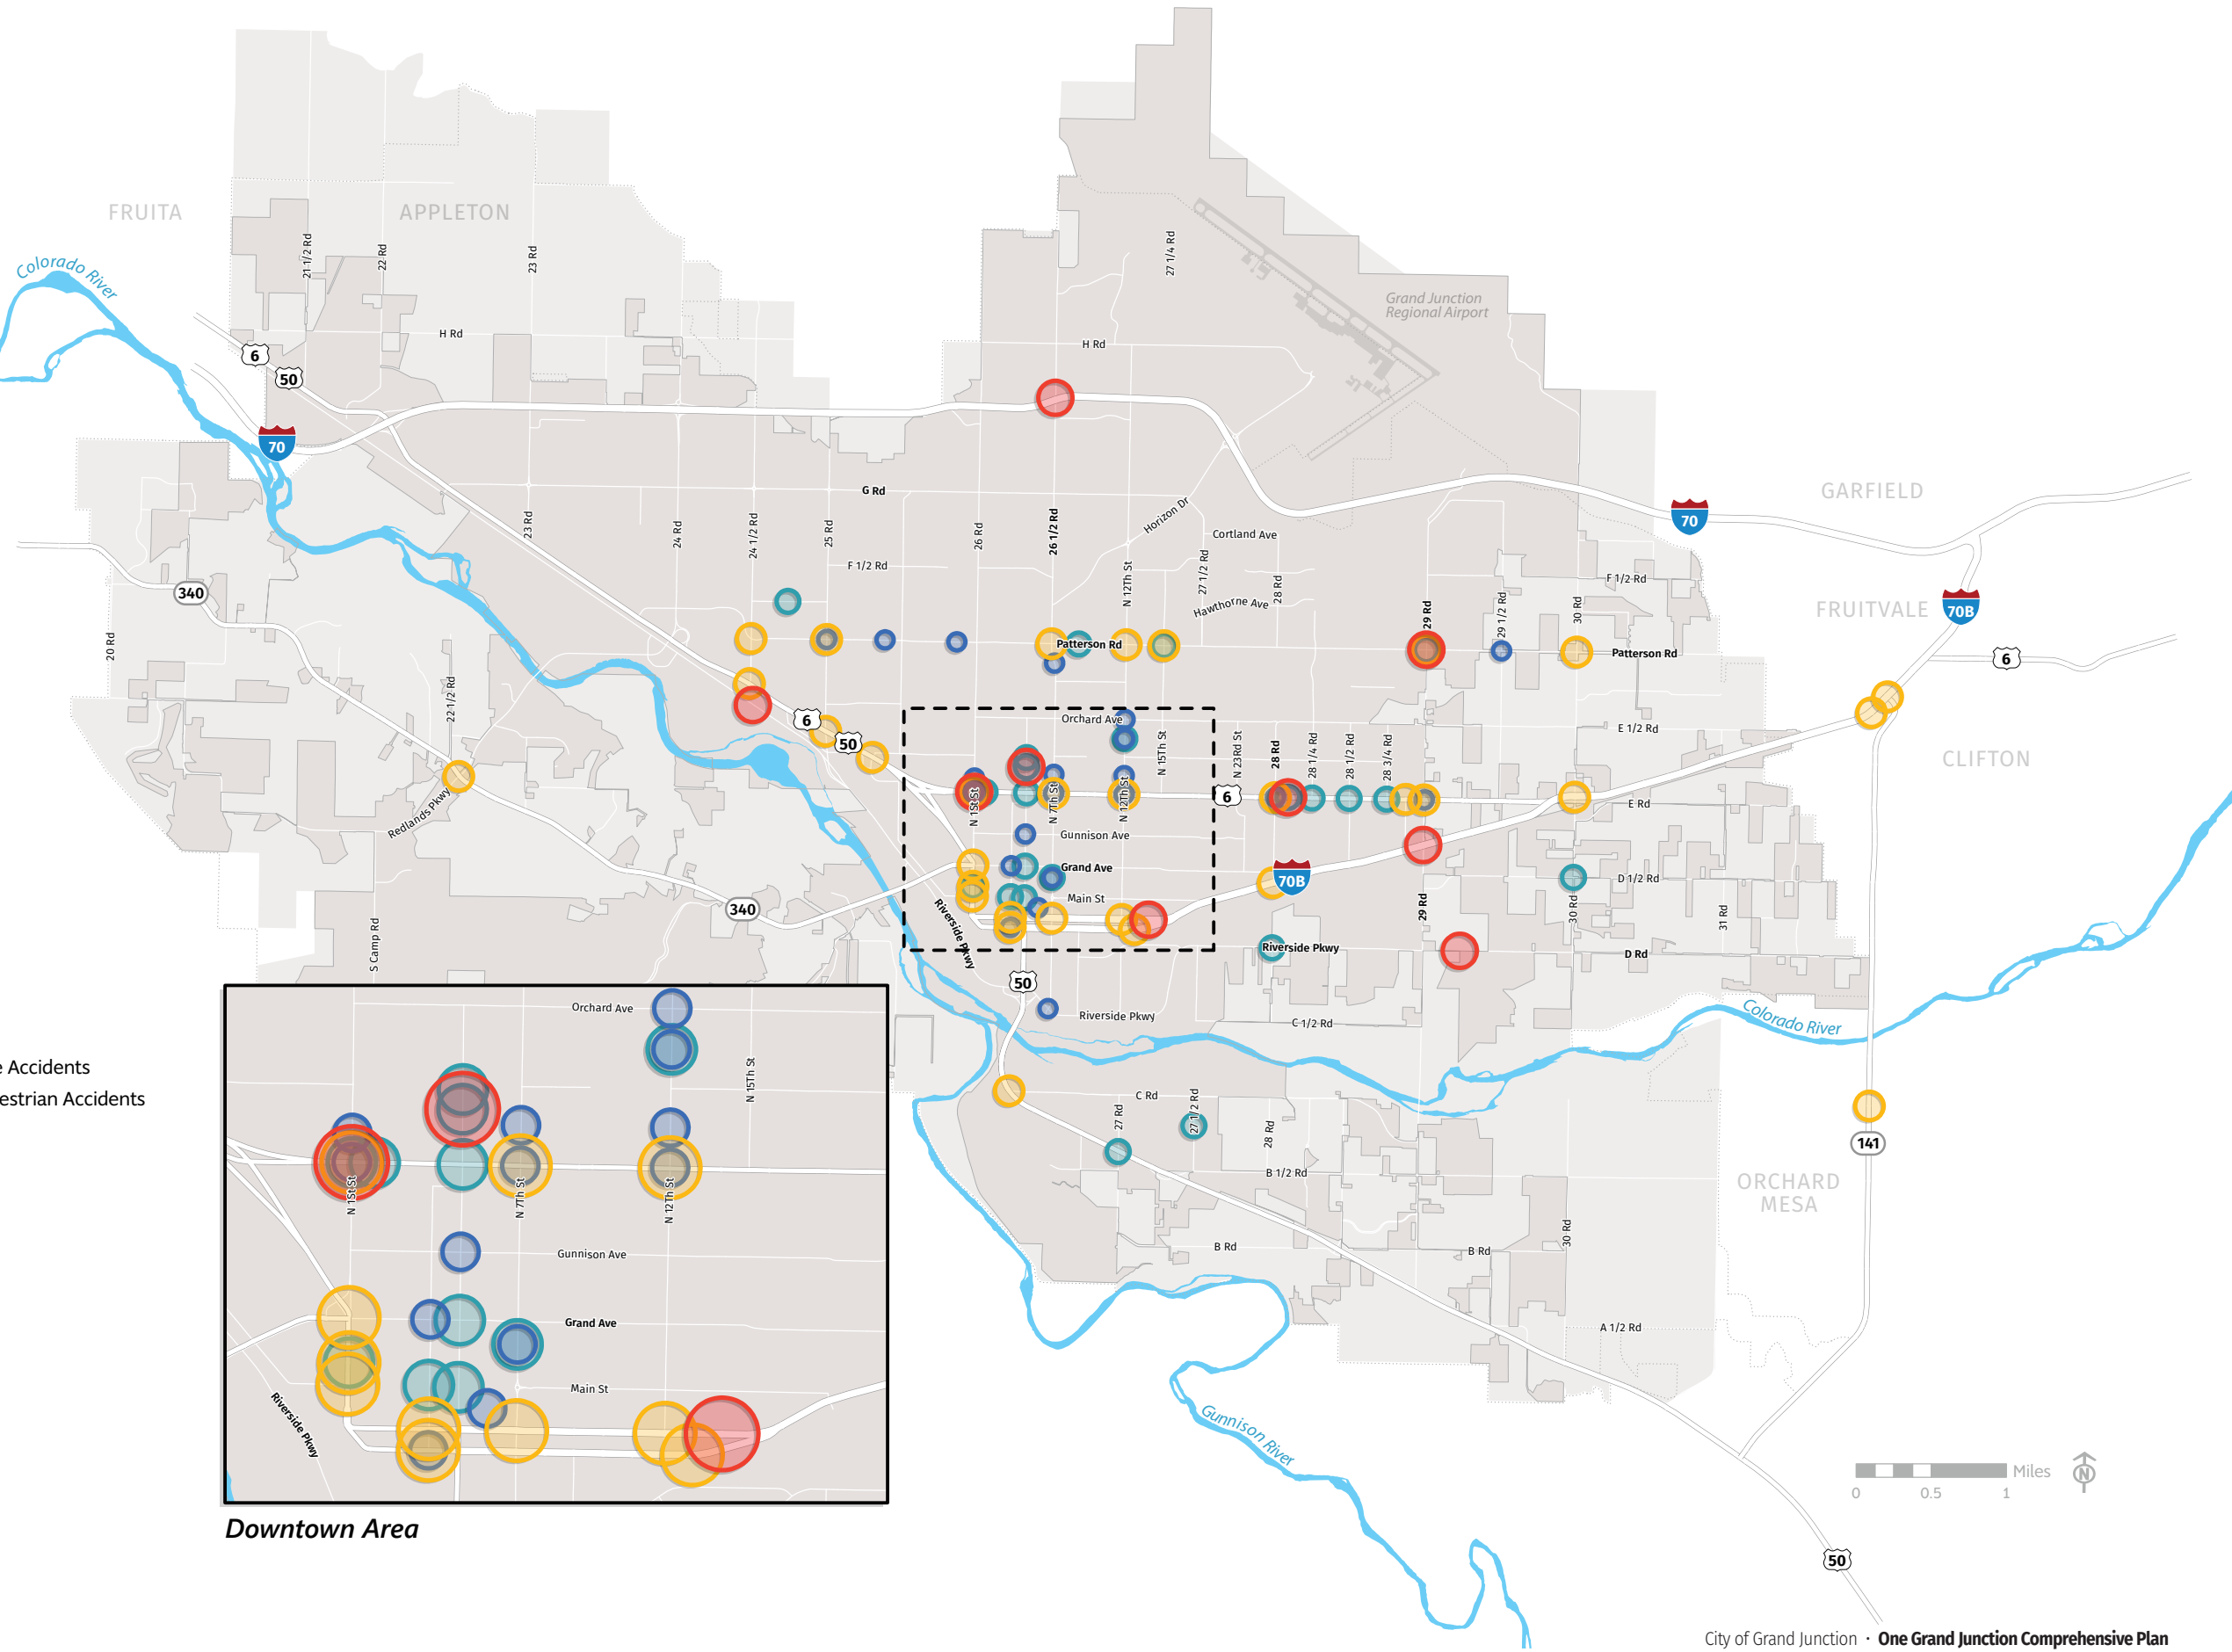 FRUITA
APPLETON
Colorado River
21 1/2 Rd
22 Rd
23 Rd
27 1/4 Rd
Grand Junction
Regional Airport
H Rd
H Rd
6
50
70
G Rd
GARFIELD
70
23 Rd
24 Rd
24 1/2 Rd
25 Rd
26 Rd
26 1/2 Rd
Horizon Dr
Cortland Ave
N 12Th St
27 1/2 Rd
28 Rd
F 1/2 Rd
F 1/2 Rd
Hawthorne Ave
340
29 Rd
29 1/2 Rd
30 Rd
FRUITVALE
70B
20 Rd
Patterson Rd
Patterson Rd
6
22 1/2 Rd
6
50
Orchard Ave
E 1/2 Rd
N 15Th St
N 23Rd St
28 Rd
28 1/4 Rd
28 1/2 Rd
28 3/4 Rd
CLIFTON
Redlands Pkwy
N 1St St
N 7Th St
N 12Th St
6
E Rd
Gunnison Ave
Grand Ave
70B
D 1/2 Rd
Main St
340
29 Rd
30 Rd
31 Rd
S Camp Rd
Riverside Pkwy
Riverside Pkwy
D Rd
50
Riverside Pkwy
C 1/2 Rd
Colorado River
Orchard Ave
e Accidents
estrian Accidents
N 15Th St
C Rd
27 Rd
27 1/2 Rd
28 Rd
141
B 1/2 Rd
ORCHARD
MESA
N 1St St
N 7Th St
N 12Th St
30 Rd
B Rd
B Rd
Gunnison Ave
Grand Ave
A 1/2 Rd
Main St
Riverside Pkwy
Gunnison River
Miles
N
0
0.5
1
Downtown Area
50
City of Grand Junction · One Grand Junction Comprehensive Plan